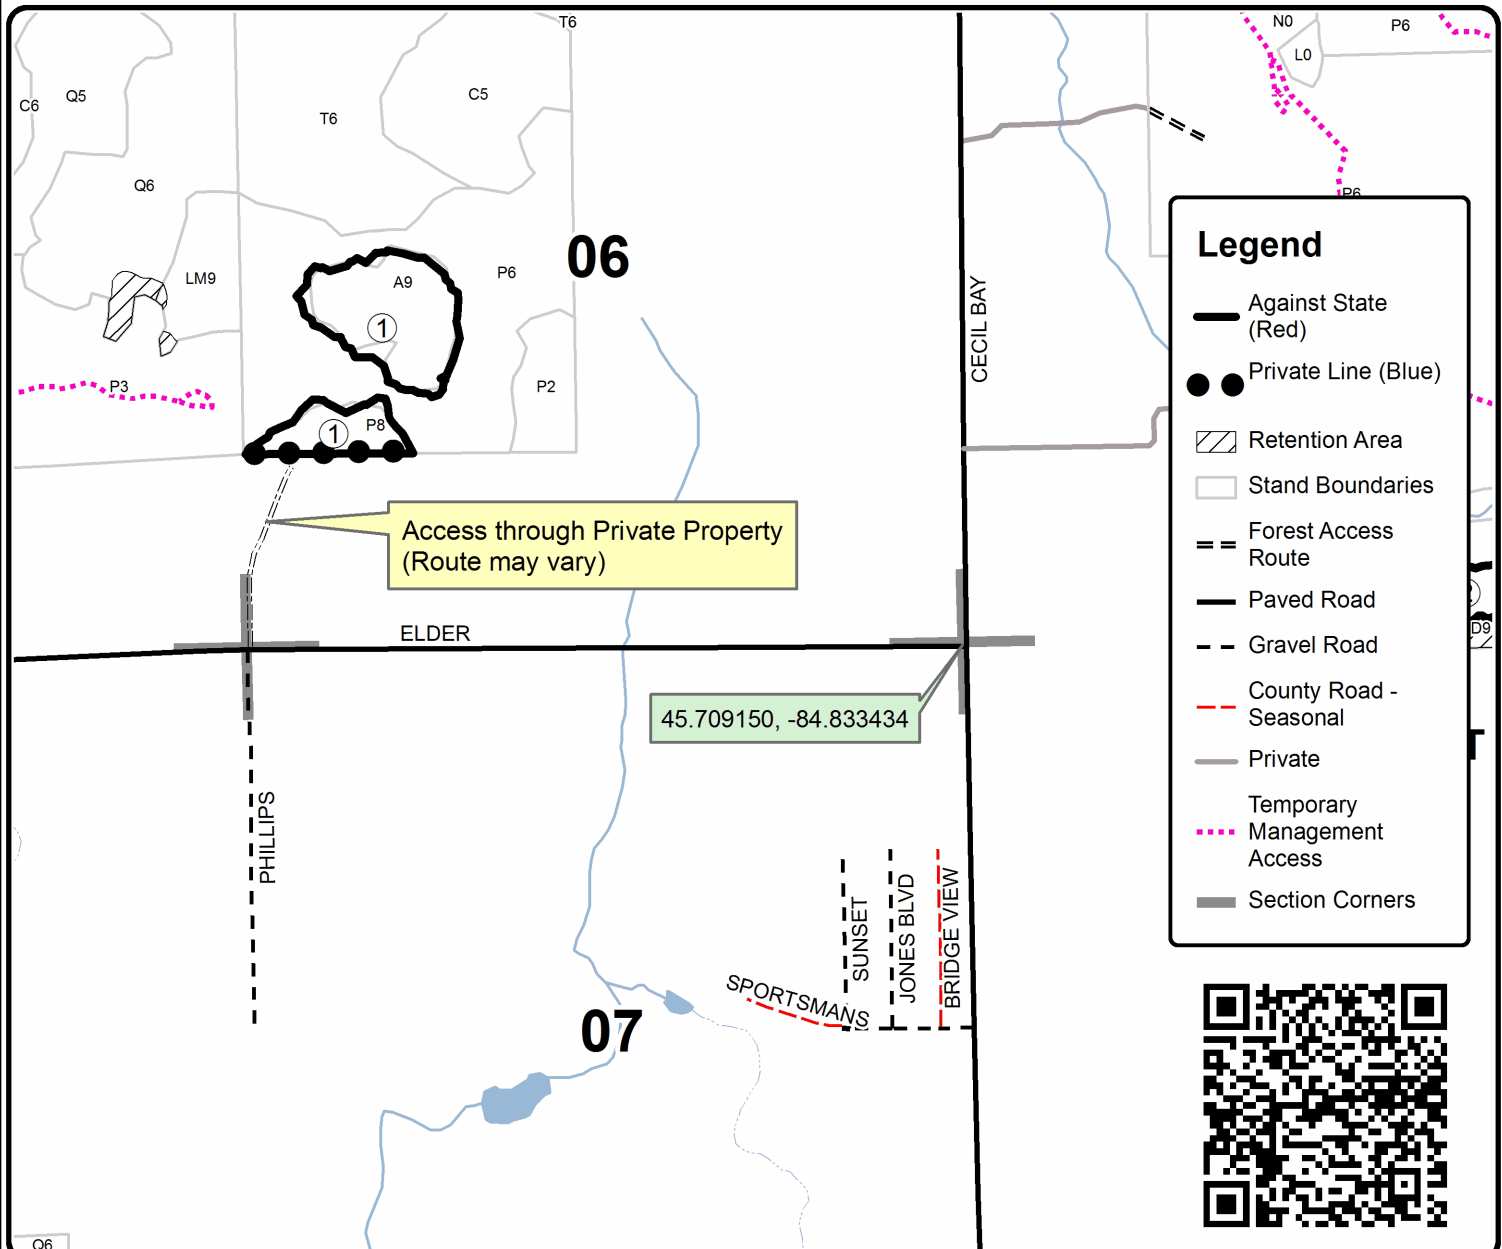 T6
N0
P6
L0
C6
Q5
T6
C5
Q6
P6
LM9
A9
P6
06
1
CECIL BAY
P3
P2
1
P8
Access through Private Property
(Route may vary)
ELDER
45.709150, -84.833434
PHILLIPS
SUNSET
JONES BLVD
BRIDGE VIEW
SPORTSMANS
07
Q6
Legend
Against State
(Red)
Private Line (Blue)
Retention Area
Stand Boundaries
Forest Access
Route
Paved Road
Gravel Road
County Road -
Seasonal
Private
Temporary
Management
Access
Section Corners
D9
T